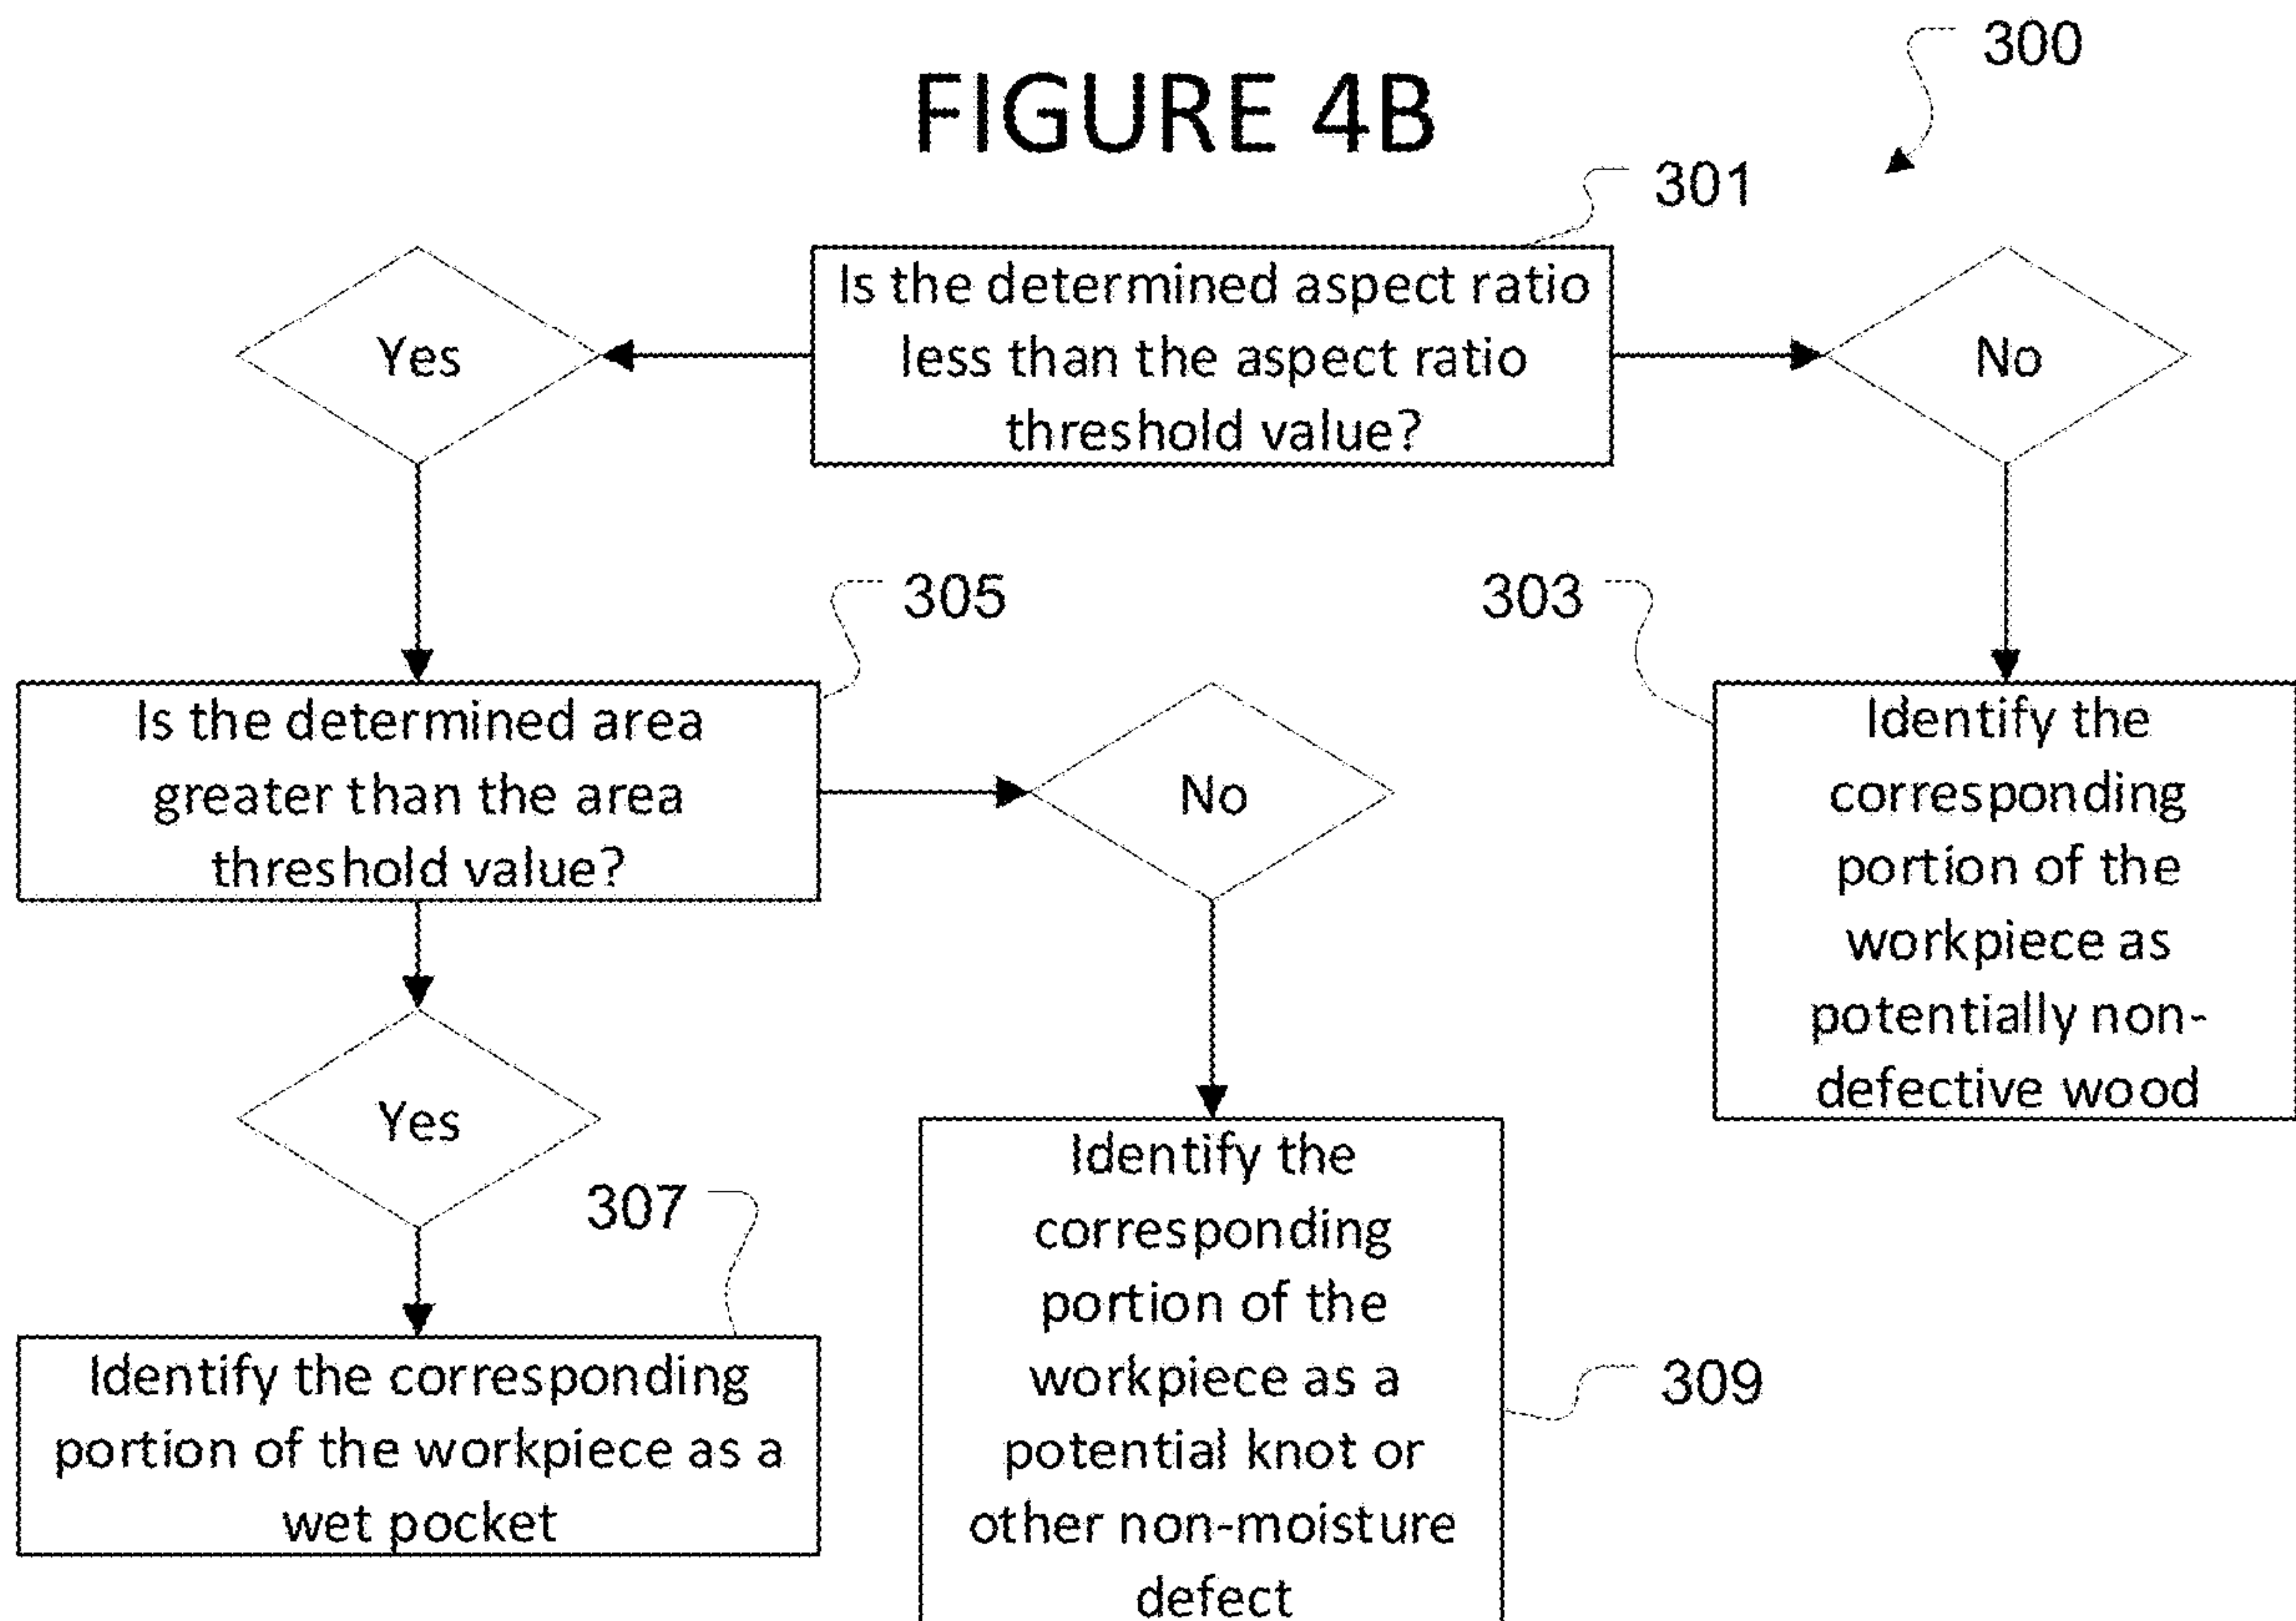 300
FIGURE 4B
301
Is the determined aspect ratio
less than the aspect ratio
threshold value?
Yes
No
305
303
Is the determined area
greater than the area
threshold value?
No
Identify the
corresponding
portion of the
workpiece as
potentially non-
defective wood
Yes
307
Identify the corresponding
portion of the workpiece as a
wet pocket
Identify the
corresponding
portion of the
workpiece as a
potential knot or
other non-moisture
defect
309